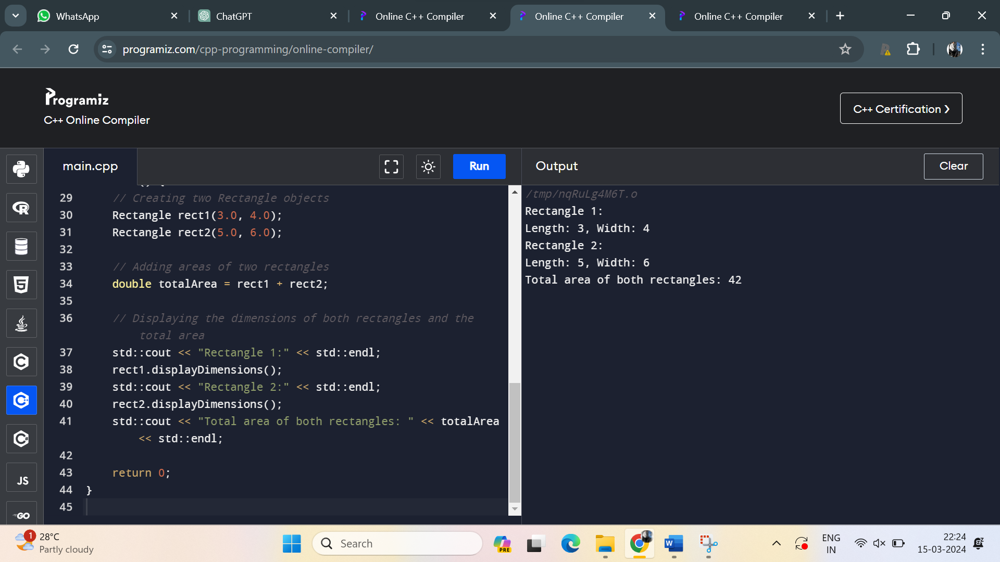 WhatsApp
ChatGPT
Online C++ Compiler
Online C++ Compiler
Online C++ Compiler
programiz.com/cpp-programming/online-compiler/
Programiz
C++ Online Compiler
C++ Certification ❯
main.cpp
Run
Output
Clear
29 // Creating two Rectangle objects
30 Rectangle rect1(3.0, 4.0);
31 Rectangle rect2(5.0, 6.0);
32
33 // Adding areas of two rectangles
34 double totalArea = rect1 + rect2;
35
36 // Displaying the dimensions of both rectangles and the
total area
37 std::cout << "Rectangle 1:" << std::endl;
38 rect1.displayDimensions();
39 std::cout << "Rectangle 2:" << std::endl;
40 rect2.displayDimensions();
41 std::cout << "Total area of both rectangles: " << totalArea
<< std::endl;
42
43 return 0;
44 }
45
/tmp/nqRuLg4M6T.o
Rectangle 1:
Length: 3, Width: 4
Rectangle 2:
Length: 5, Width: 6
Total area of both rectangles: 42
R
5
C
C++
C#
JS
GO
1
28°C
Partly cloudy
Search
PRE
W
ENG
IN
22:24
15-03-2024